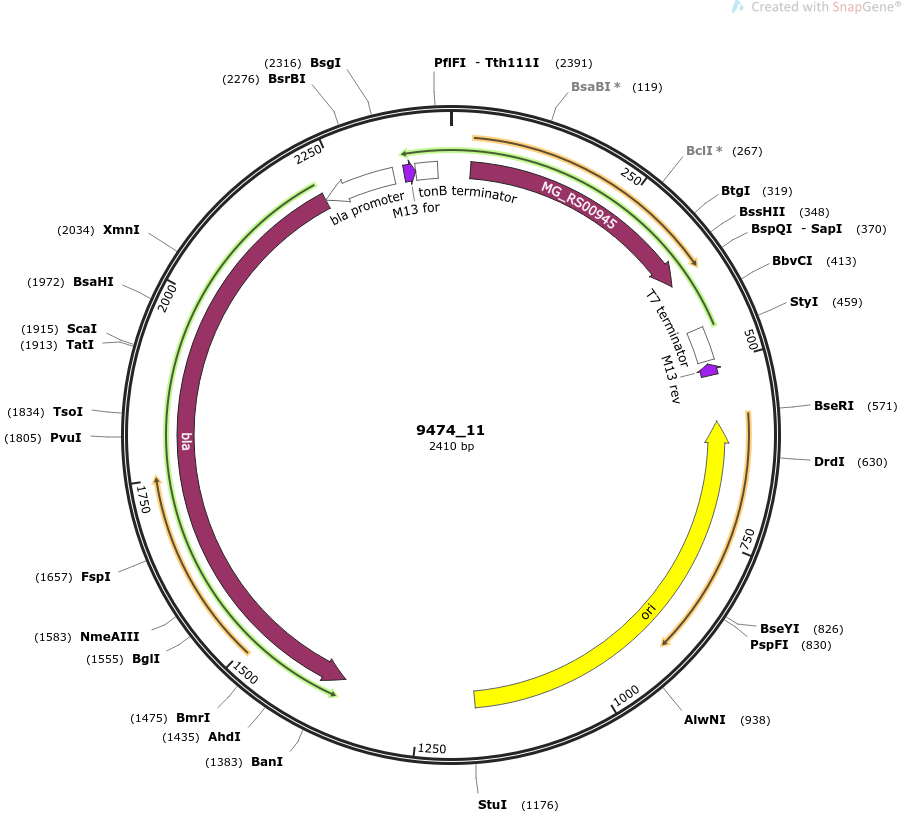 Created with SnapGene®
PflFI - Tth111I (2391)
BsaBI * (119)
BclI * (267)
BtgI (319)
BssHII (348)
BspQI - SapI (370)
BbvCI (413)
StyI (459)
BseRI (571)
DrdI (630)
BseYI (826)
PspFI (830)
AlwNI (938)
StuI (1176)
(1383) BanI
(1435) AhdI
(1475) BmrI
(1555) BglI
(1583) NmeAIII
(1657) FspI
(1805) PvuI
(1834) TsoI
(1913) TatI
(1915) ScaI
(1972) BsaHI
(2034) XmnI
(2276) BsrBI
(2316) BsgI
250
500
750
1000
1250
1500
1750
2000
2250
tonB terminator
MG_RS00945
T7 terminator
M13 rev
ori
bla
bla promoter
M13 for
9474_11
2410 bp